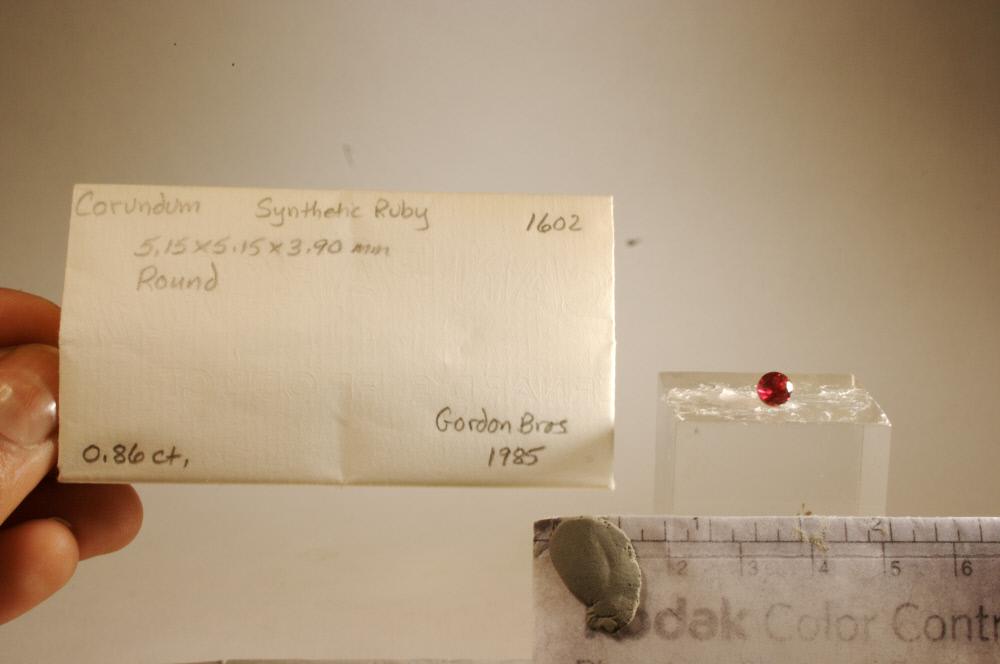 Corundum Synthetic Ruby 1602
5.15x5.15x3.90 mm
Round
Gordon Bros
0.86 ct, 1985
1 2
2 3 4 5 6
Kodak Color Contr